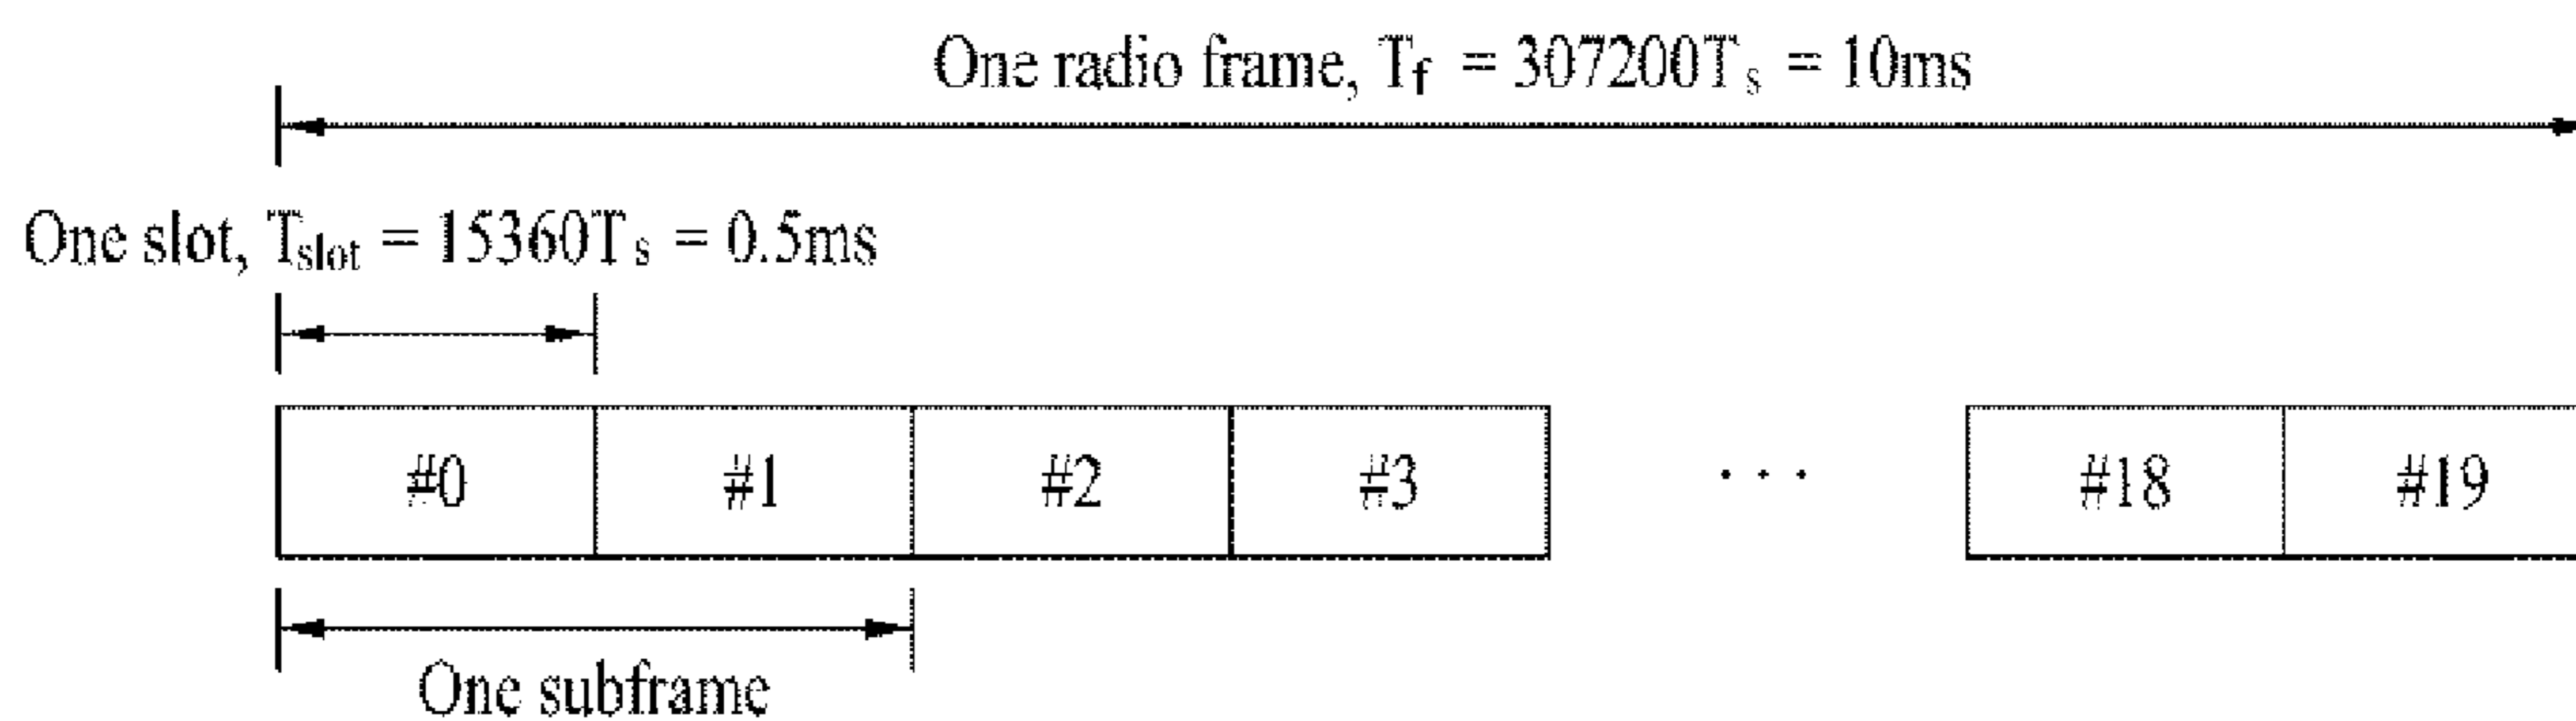 One radio frame, Tf = 307200Ts = 10ms
One slot, Tslot = 15360Ts = 0.5ms
#0 #1 #2 #3 · · · #18 #19
One subframe